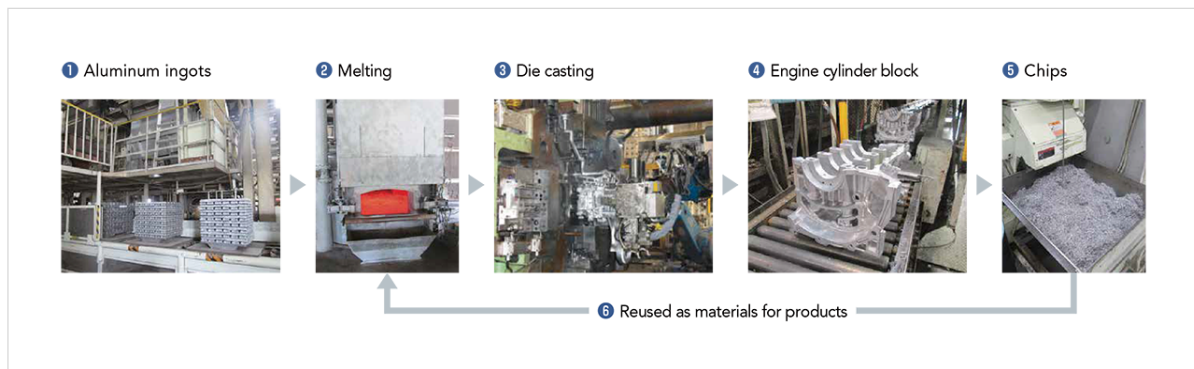 ❶ Aluminum ingots
❷ Melting
❸ Die casting
❹ Engine cylinder block
❺ Chips
❻ Reused as materials for products